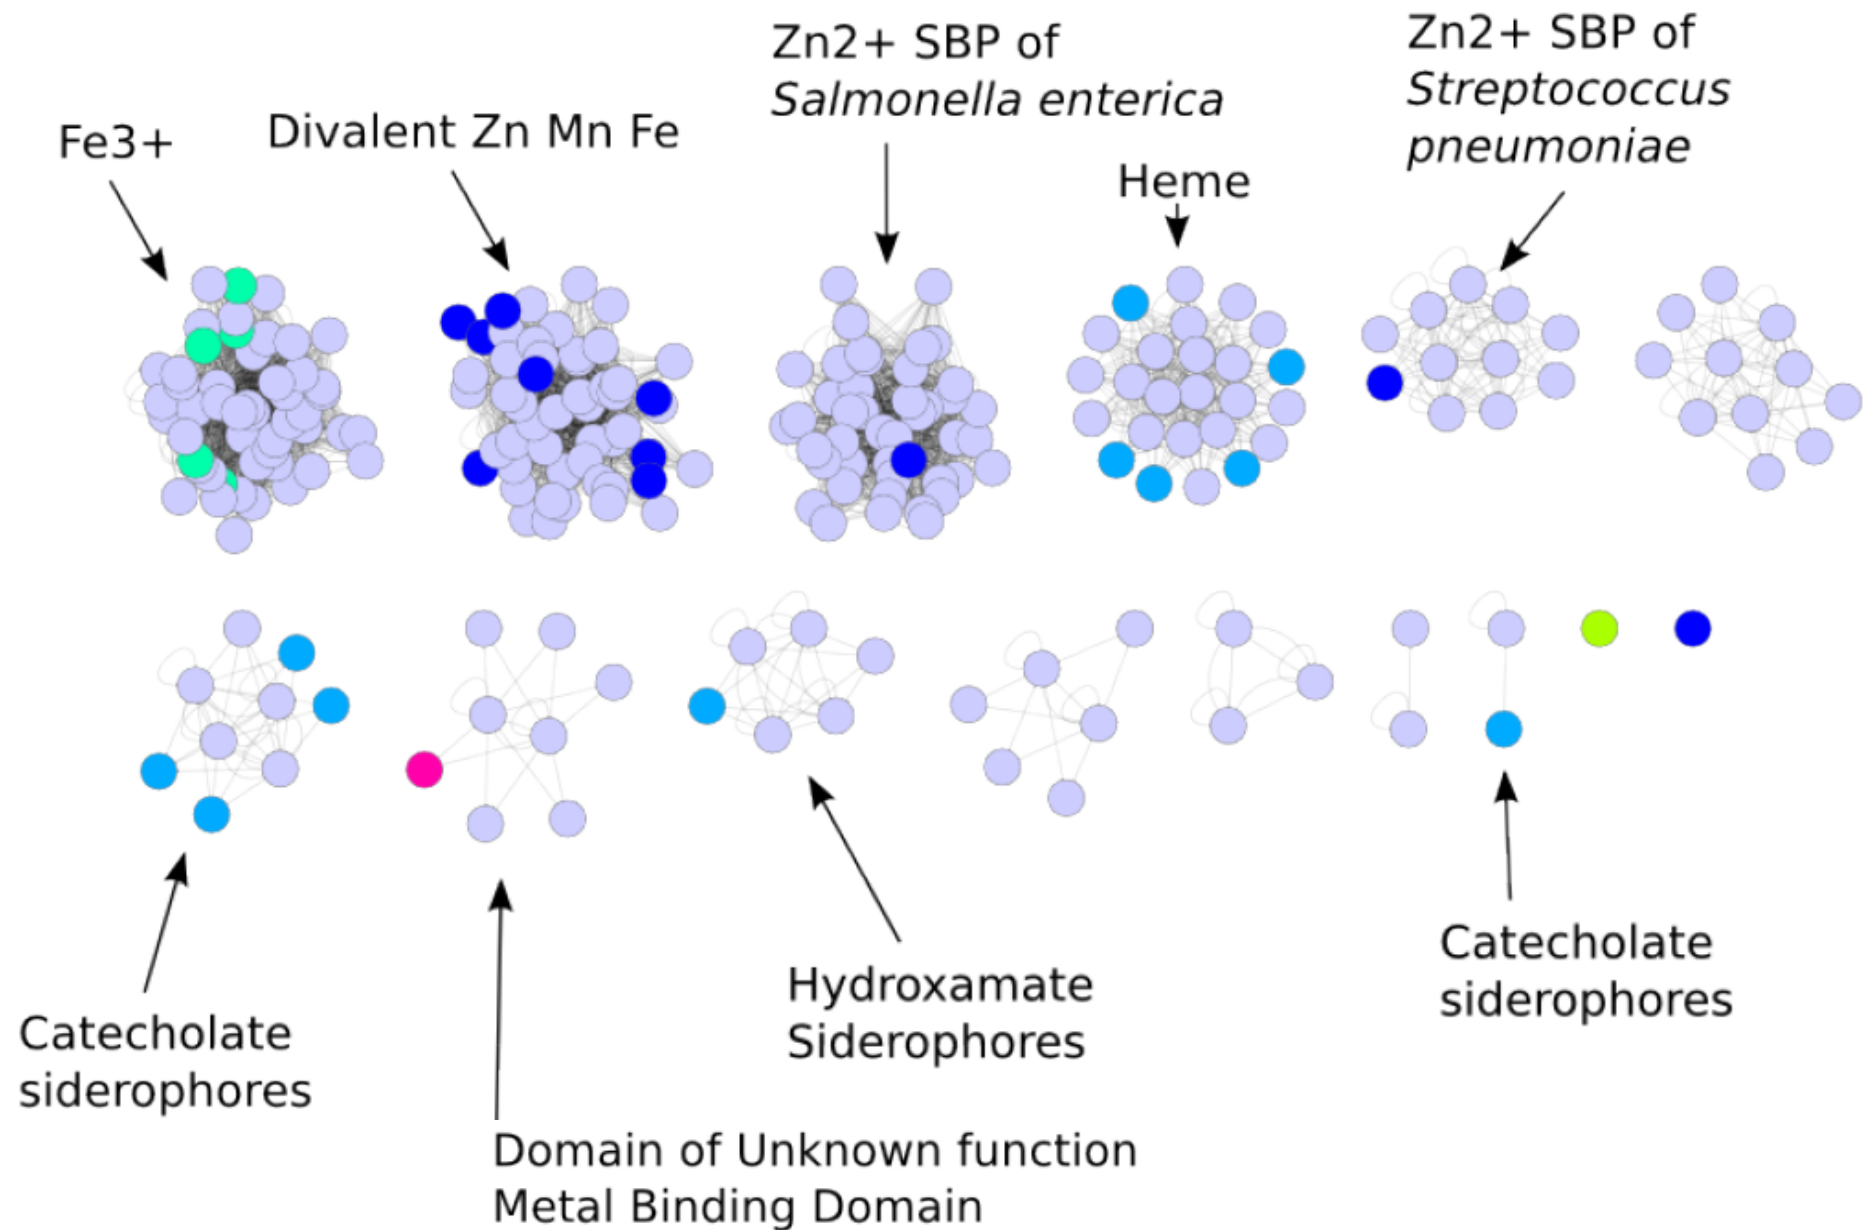 Fe3+
Divalent Zn Mn Fe
Zn2+ SBP of
Salmonella enterica
Heme
Zn2+ SBP of
Streptococcus
pneumoniae
Catecholate
siderophores
Domain of Unknown function
Metal Binding Domain
Hydroxamate
Siderophores
Catecholate
siderophores